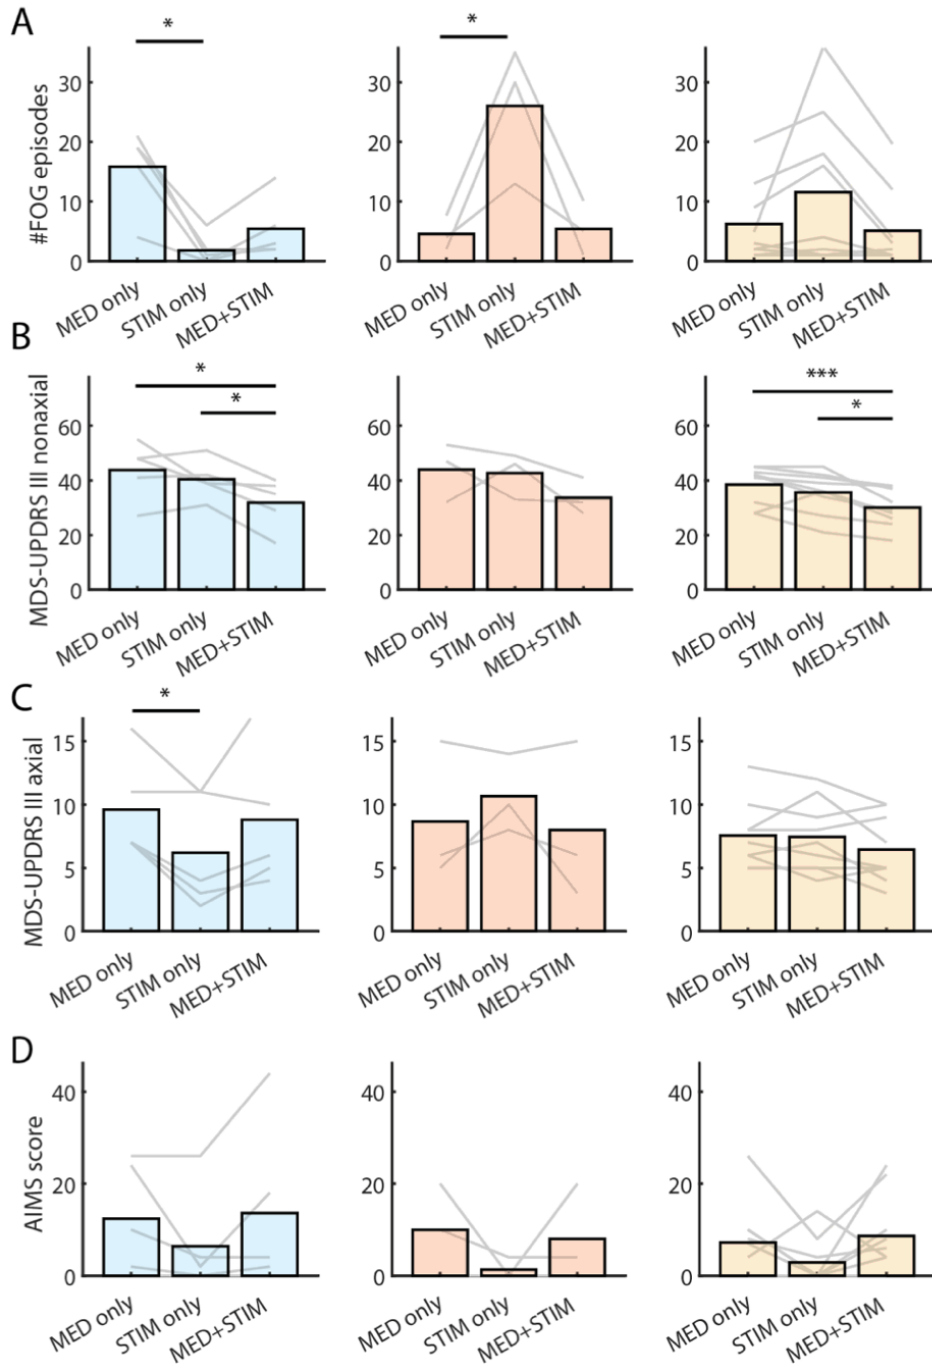 A
* *
#FOG episodes
30 30 30
20 20 20
10 10 10
0 0 0
MED only STIM only MED+STIM MED only STIM only MED+STIM MED only STIM only MED+STIM
B
* * *** *
MDS-UPDRS III nonaxial
60 60 60
40 40 40
20 20 20
0 0 0
MED only STIM only MED+STIM MED only STIM only MED+STIM MED only STIM only MED+STIM
C
*
MDS-UPDRS III axial
15 15 15
10 10 10
5 5 5
0 0 0
MED only STIM only MED+STIM MED only STIM only MED+STIM MED only STIM only MED+STIM
D
AIMS score
40 40 40
20 20 20
0 0 0
MED only STIM only MED+STIM MED only STIM only MED+STIM MED only STIM only MED+STIM